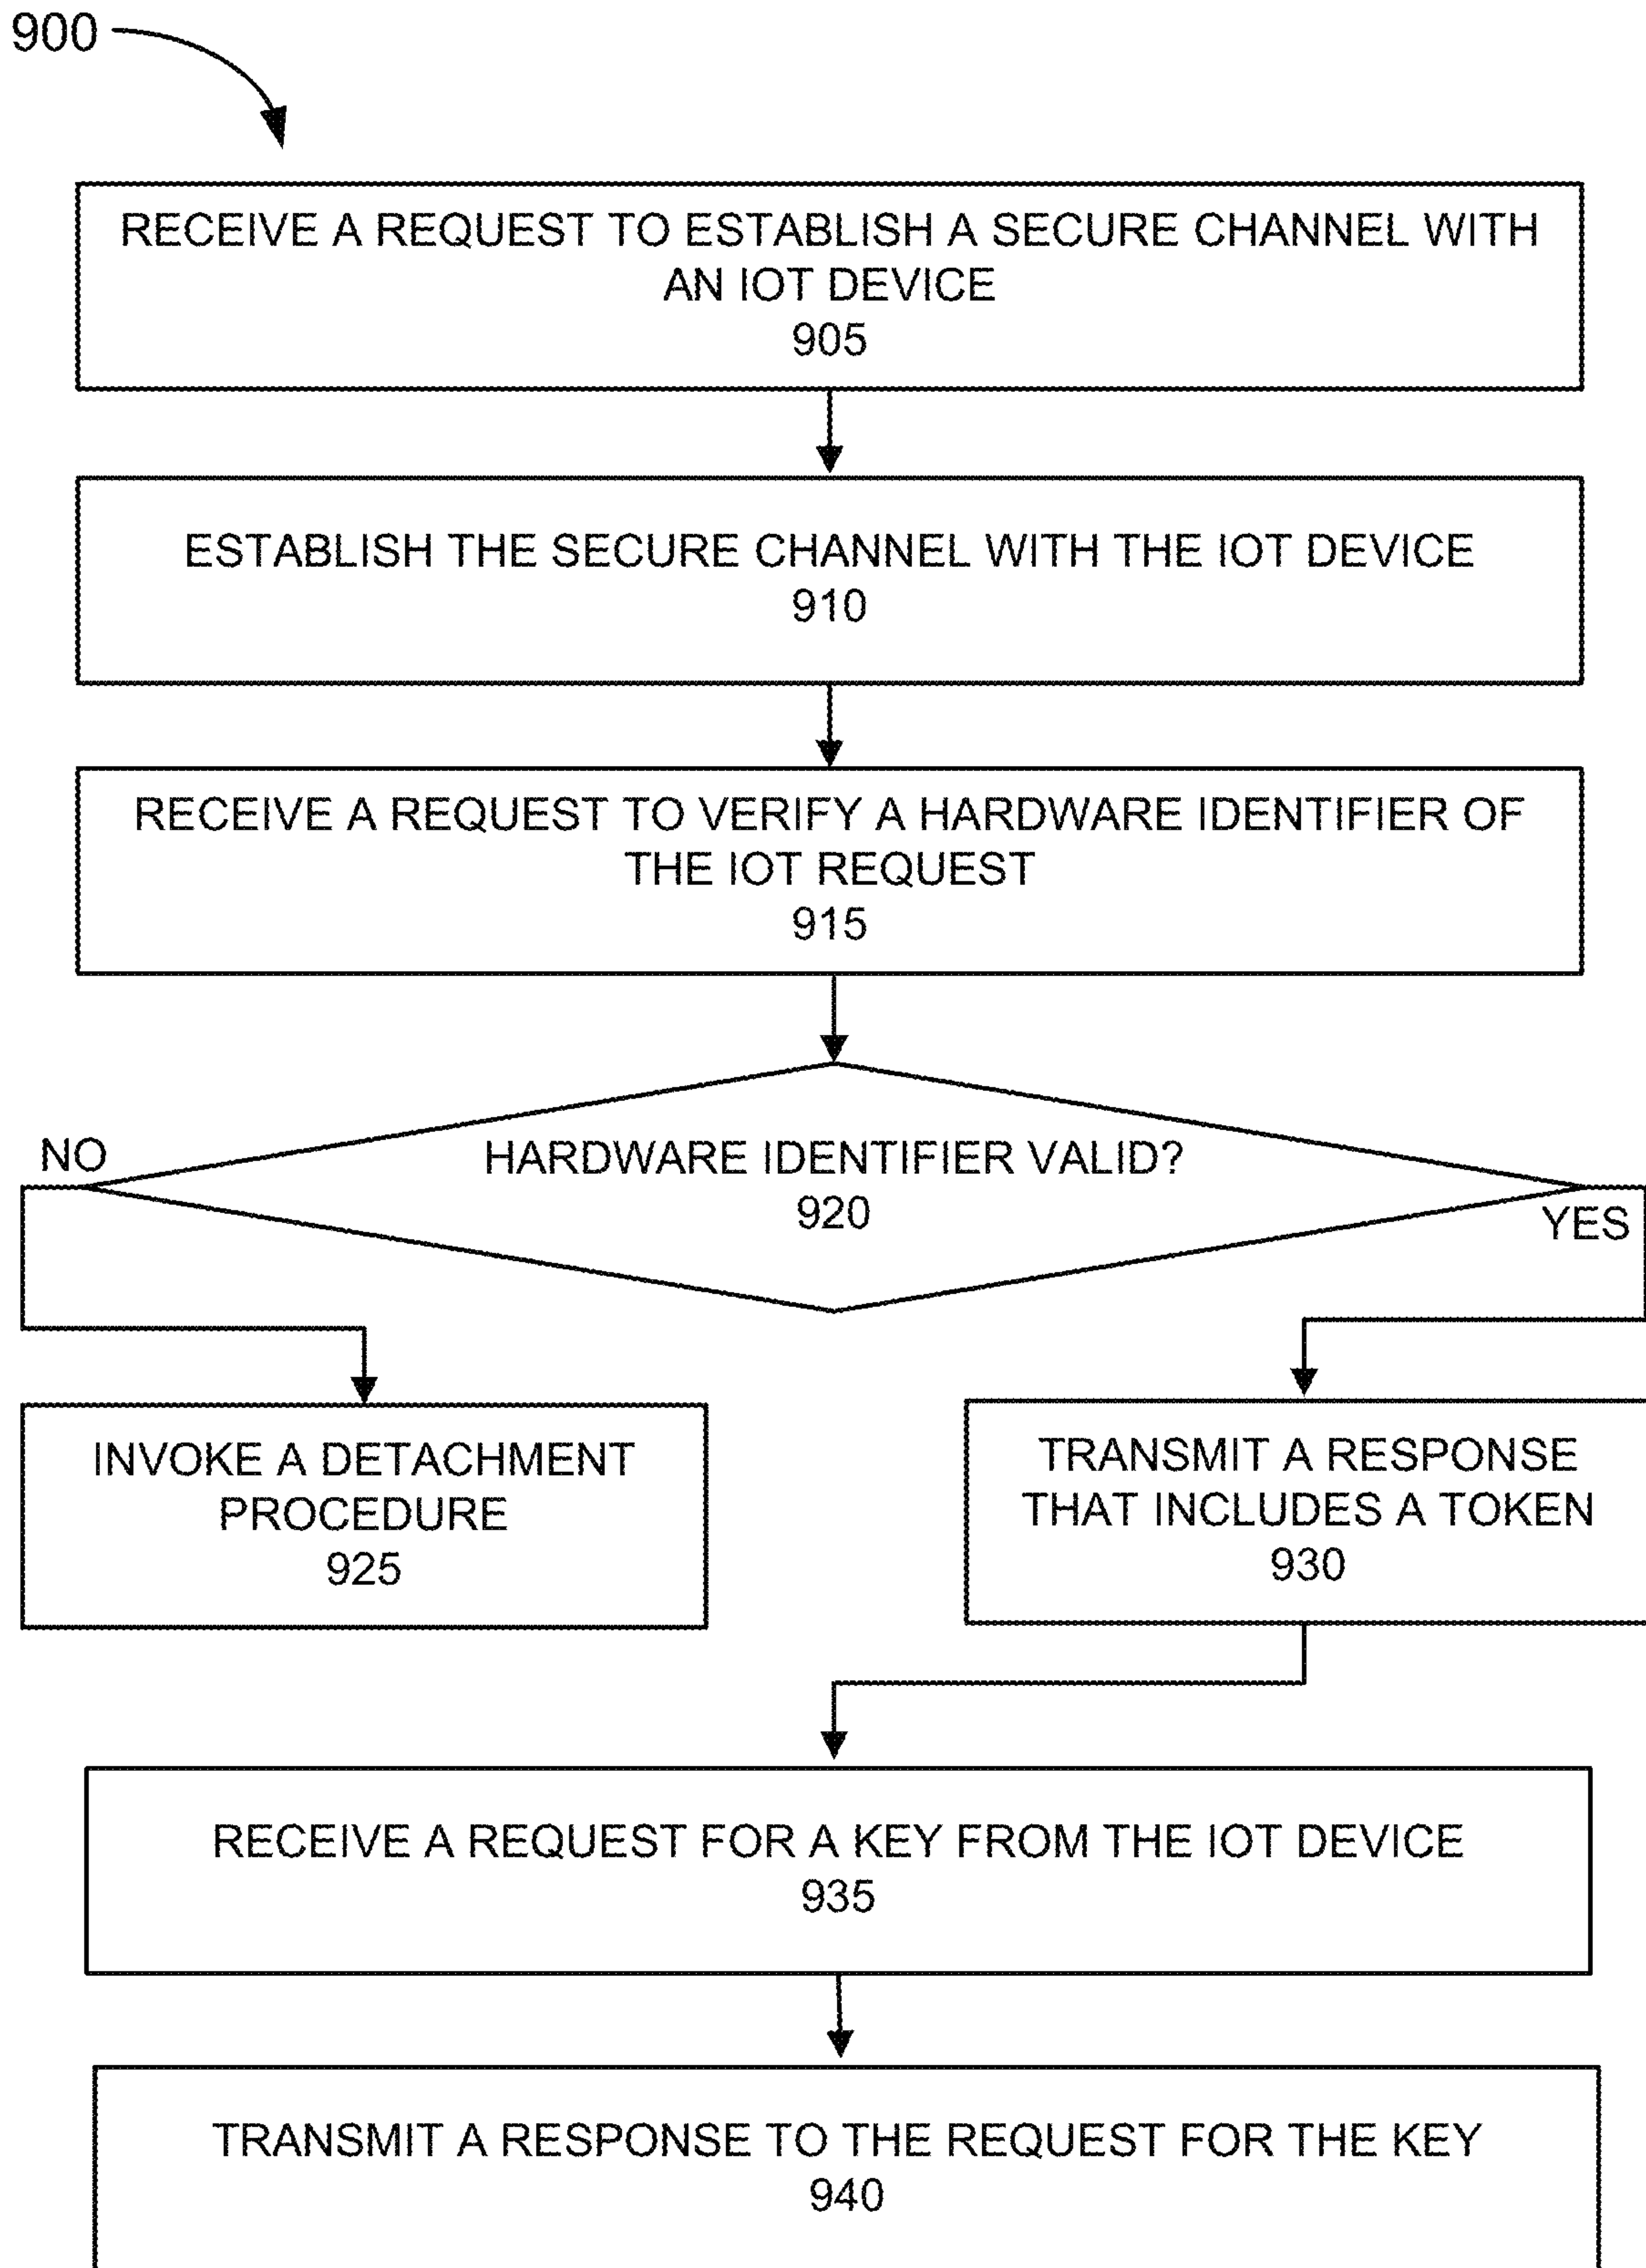 900
RECEIVE A REQUEST TO ESTABLISH A SECURE CHANNEL WITH
AN IOT DEVICE
905
ESTABLISH THE SECURE CHANNEL WITH THE IOT DEVICE
910
RECEIVE A REQUEST TO VERIFY A HARDWARE IDENTIFIER OF
THE IOT REQUEST
915
NO
HARDWARE IDENTIFIER VALID?
920
YES
INVOKE A DETACHMENT
PROCEDURE
925
TRANSMIT A RESPONSE
THAT INCLUDES A TOKEN
930
RECEIVE A REQUEST FOR A KEY FROM THE IOT DEVICE
935
TRANSMIT A RESPONSE TO THE REQUEST FOR THE KEY
940